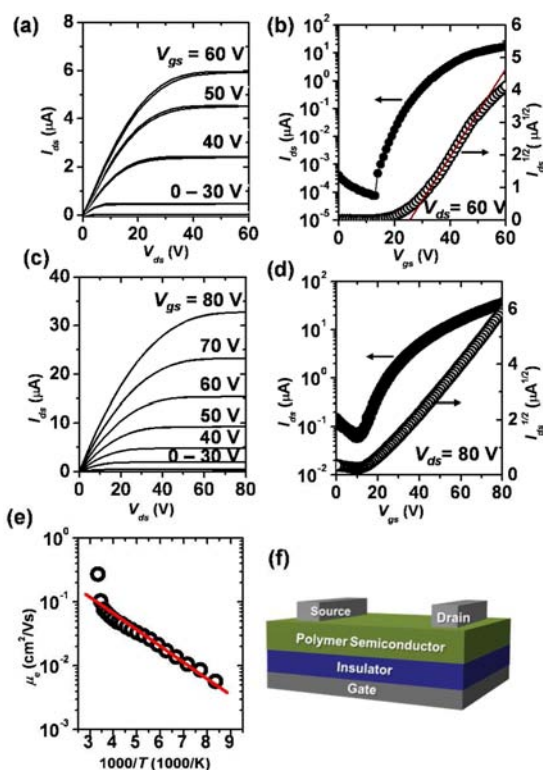 (a)
V_gs = 60 V
50 V
40 V
0 – 30 V
I_ds (µA)
8
6
4
2
0
0 20 40 60 80
V_ds (V)
(b)
I_ds (µA)
10^2
10^1
10^0
10^-1
10^-2
10^-3
10^-4
10^-5
V_ds = 60 V
0 20 40 60
V_gs (V)
6
5
4
3
2
1
0
I_ds^1/2 (µA^1/2)
(c)
V_gs = 80 V
70 V
60 V
50 V
40 V
0 – 30 V
I_ds (µA)
40
30
20
10
0
0 20 40 60 80
V_ds (V)
(d)
I_ds (µA)
10^2
10^1
10^0
10^-1
10^-2
V_ds = 80 V
0 20 40 60 80
V_gs (V)
6
4
2
0
I_ds^1/2 (µA^1/2)
(e)
µ_e (cm^2/Vs)
10^0
10^-1
10^-2
10^-3
3 4 5 6 7 8 9
1000/T (1000/K)
(f)
Source
Drain
Polymer Semiconductor
Insulator
Gate